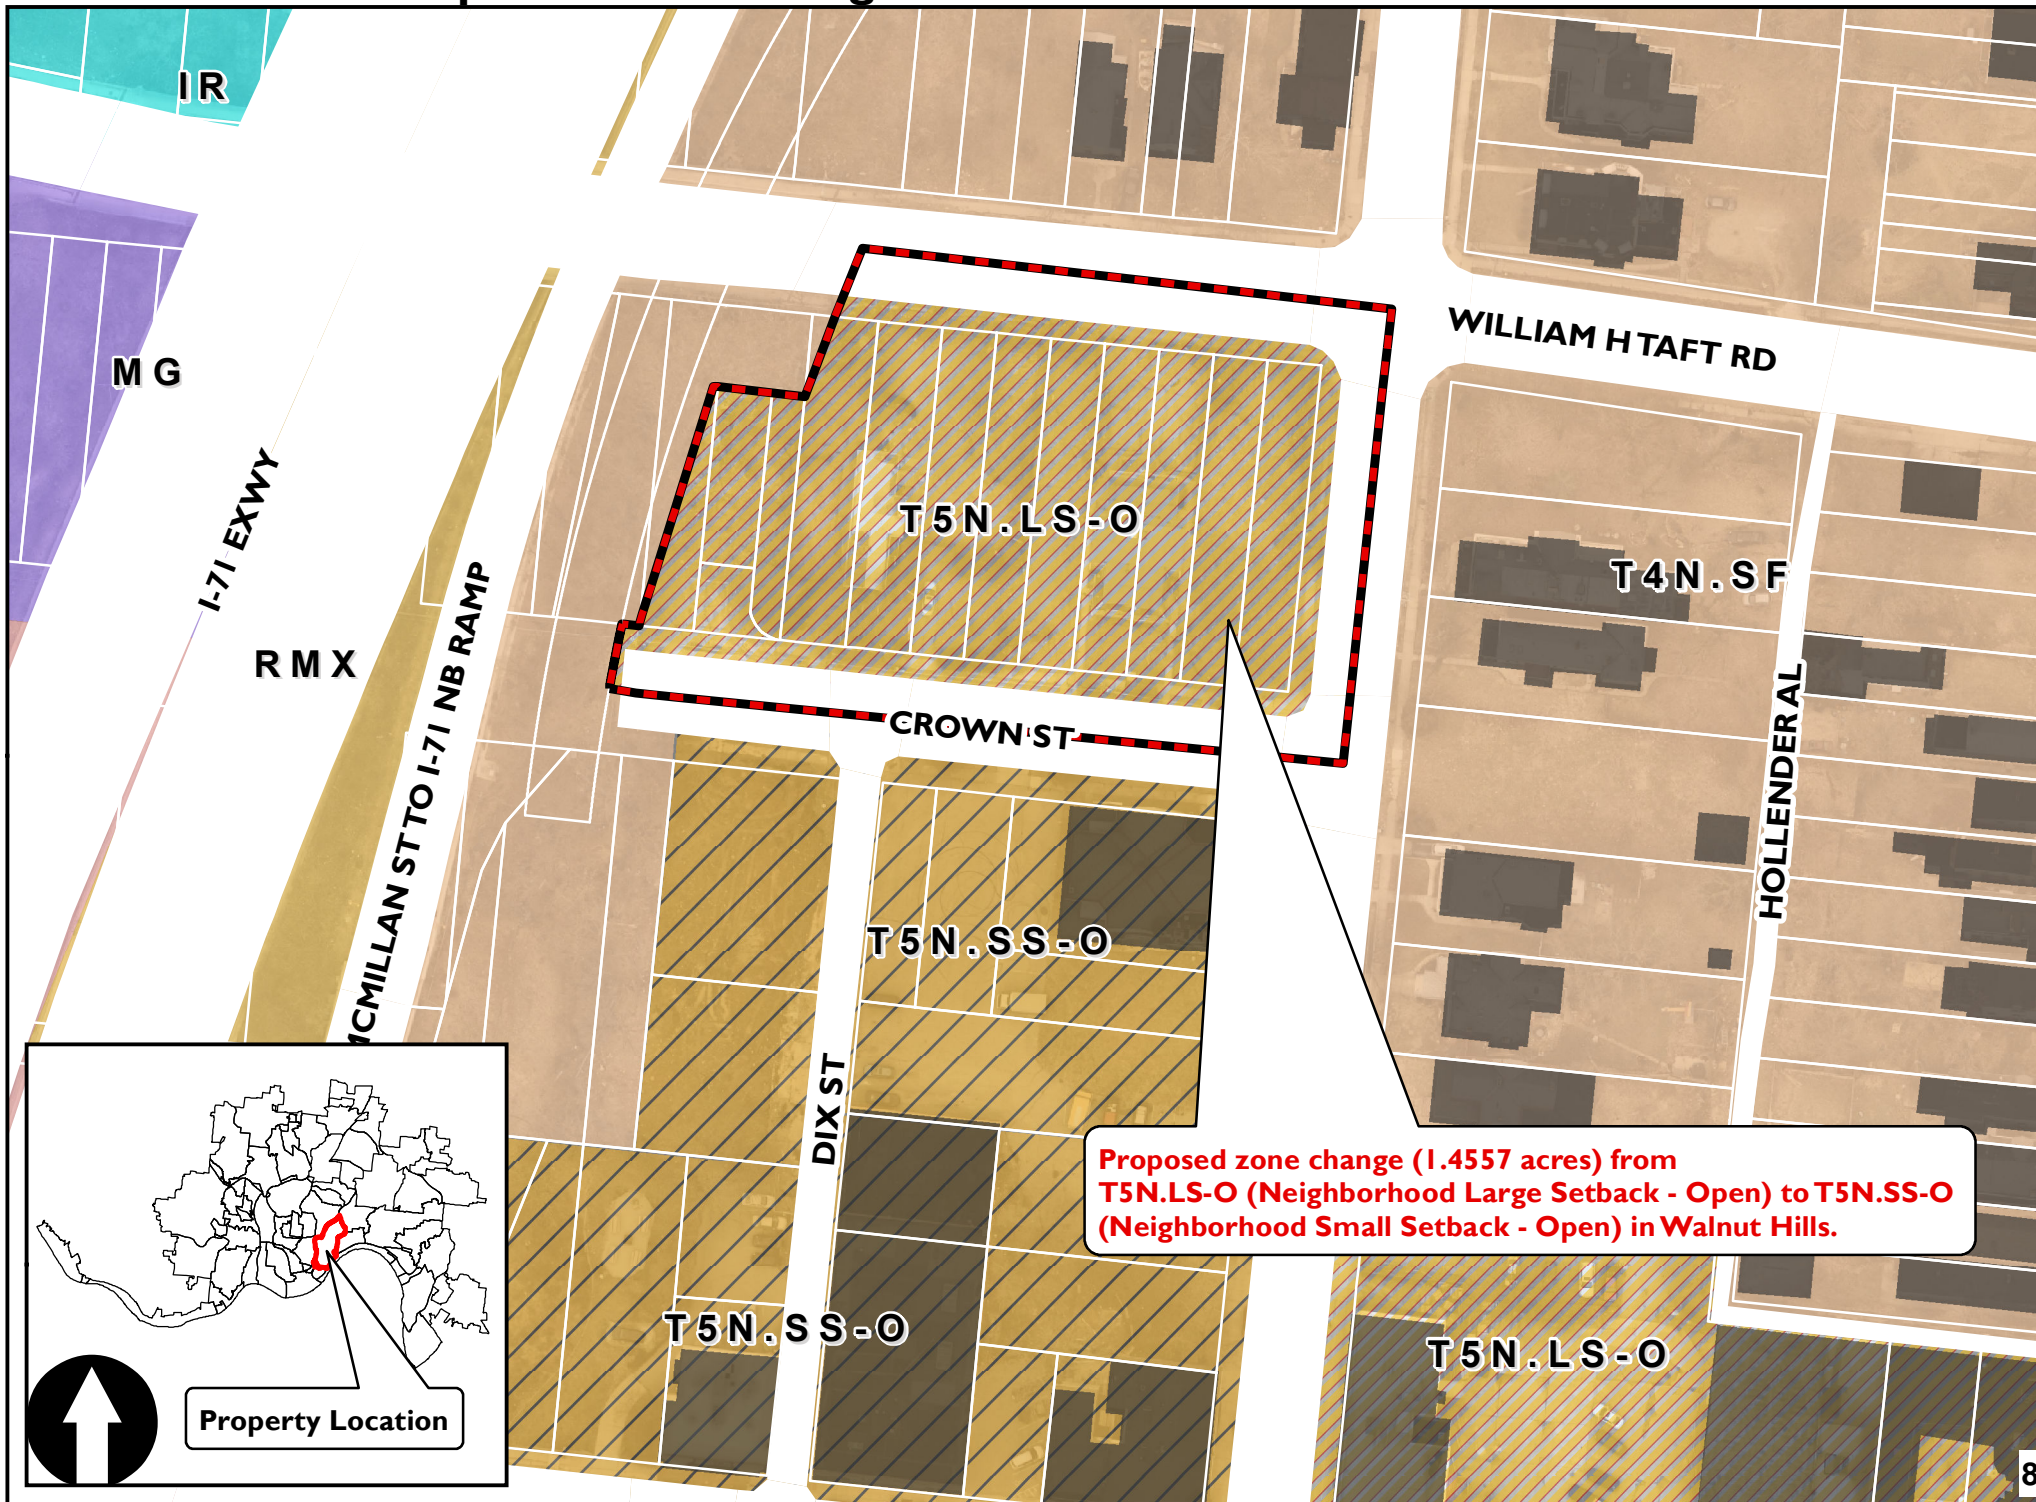 IR
WILLIAM H TAFT RD
MG
I-71 EXWY
T5N.LS-O
T4N.SF
RMX
MCMILLAN ST TO I-71 NB RAMP
CROWN ST
HOLLENDERAL
T5N.SS-O
DIX ST
Proposed zone change (1.4557 acres) from
T5N.LS-O (Neighborhood Large Setback - Open) to T5N.SS-O
(Neighborhood Small Setback - Open) in Walnut Hills.
T5N.SS-O
T5N.LS-O
Property Location
8